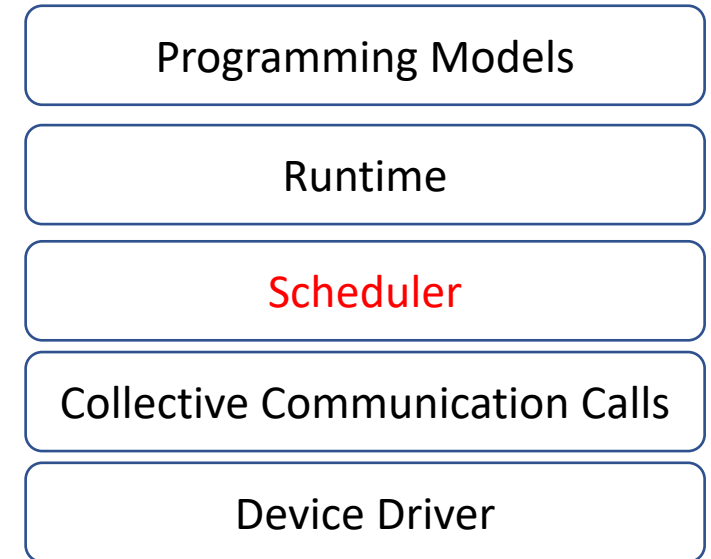 Programming Models
Runtime
Scheduler
Collective Communication Calls
Device Driver